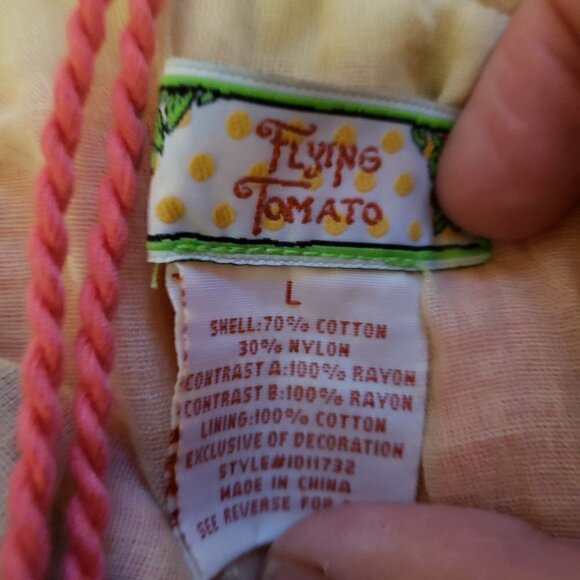 FLYING
TOMATO
L
SHELL:70% COTTON
30% NYLON
CONTRAST A:100% RAYON
CONTRAST B:100% RAYON
LINING:100% COTTON
EXCLUSIVE OF DECORATION
STYLE#ID11732
MADE IN CHINA
SEE REVERSE FOR